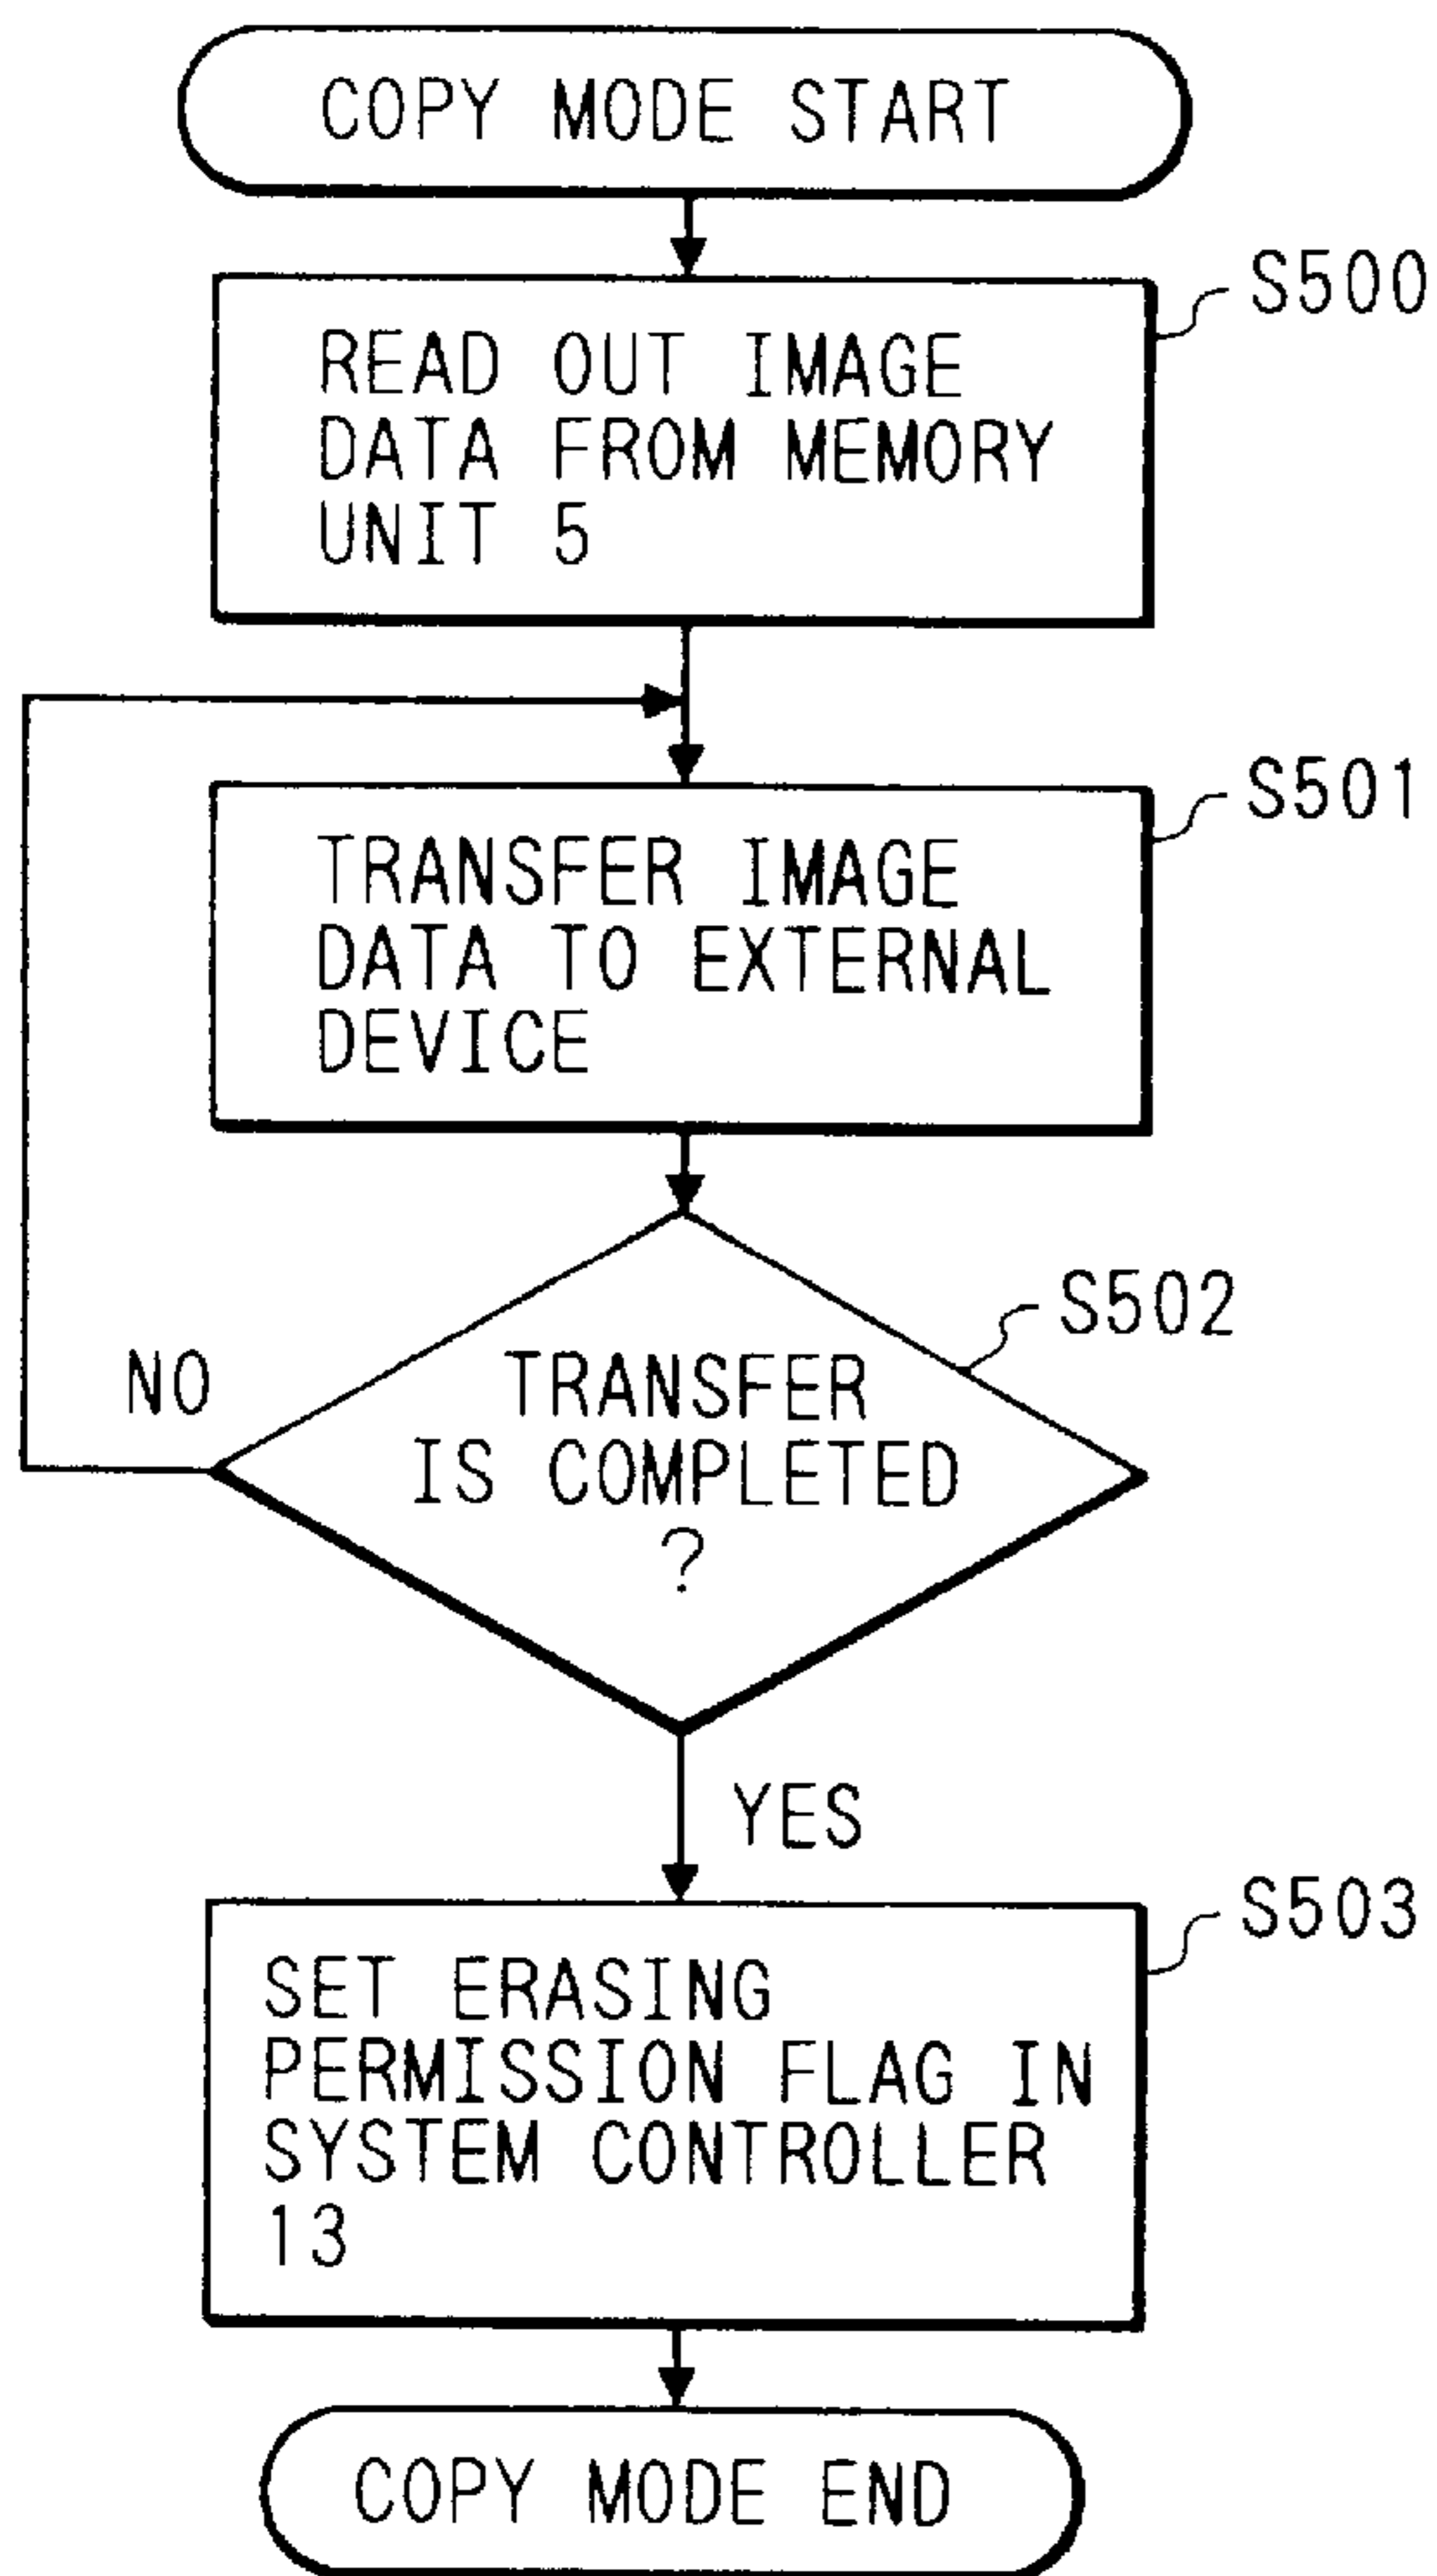 COPY MODE START
S500
READ OUT IMAGE
DATA FROM MEMORY
UNIT 5
S501
TRANSFER IMAGE
DATA TO EXTERNAL
DEVICE
S502
NO
TRANSFER
IS COMPLETED
?
YES
S503
SET ERASING
PERMISSION FLAG IN
SYSTEM CONTROLLER
13
COPY MODE END